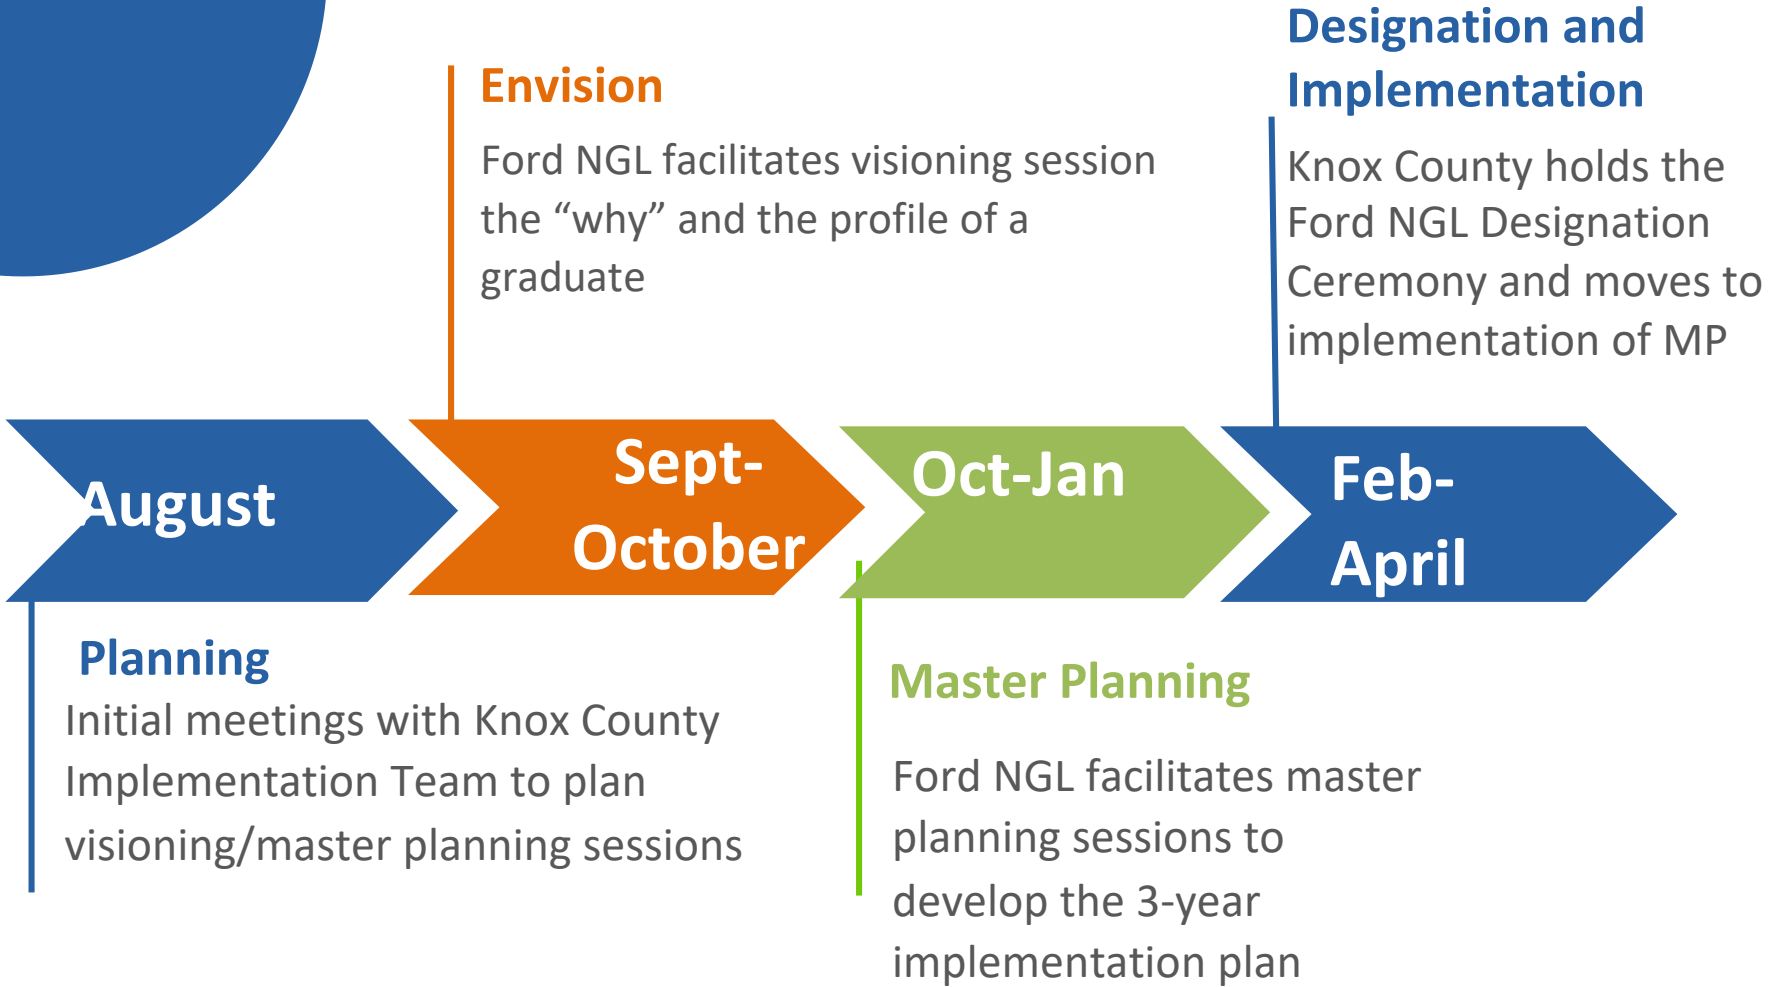 Designation and
Implementation
Knox County holds the
Ford NGL Designation
Ceremony and moves to
implementation of MP
Envision
Ford NGL facilitates visioning session
the “why” and the profile of a
graduate
August
Sept-
October
Oct-Jan
Feb-
April
Planning
Initial meetings with Knox County
Implementation Team to plan
visioning/master planning sessions
Master Planning
Ford NGL facilitates master
planning sessions to
develop the 3-year
implementation plan